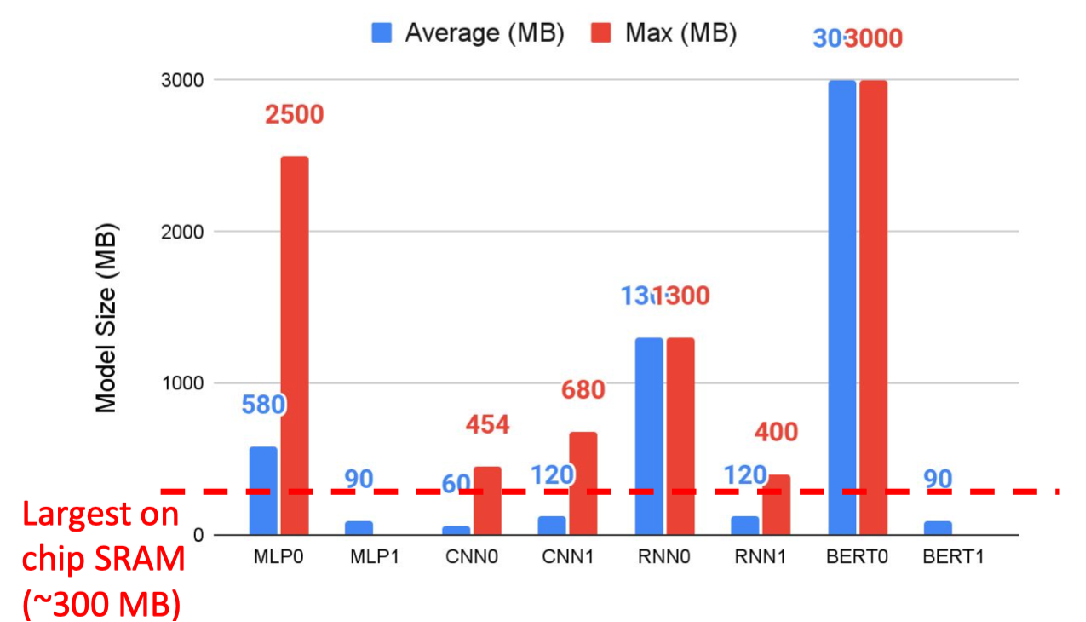 Average (MB) Max (MB)
3000
3000
2500
2000
1300
1000
680
580
454
400
90
60
120
120
90
0
Model Size (MB)
Largest on
chip SRAM
(~300 MB)
MLP0 MLP1 CNN0 CNN1 RNN0 RNN1 BERT0 BERT1